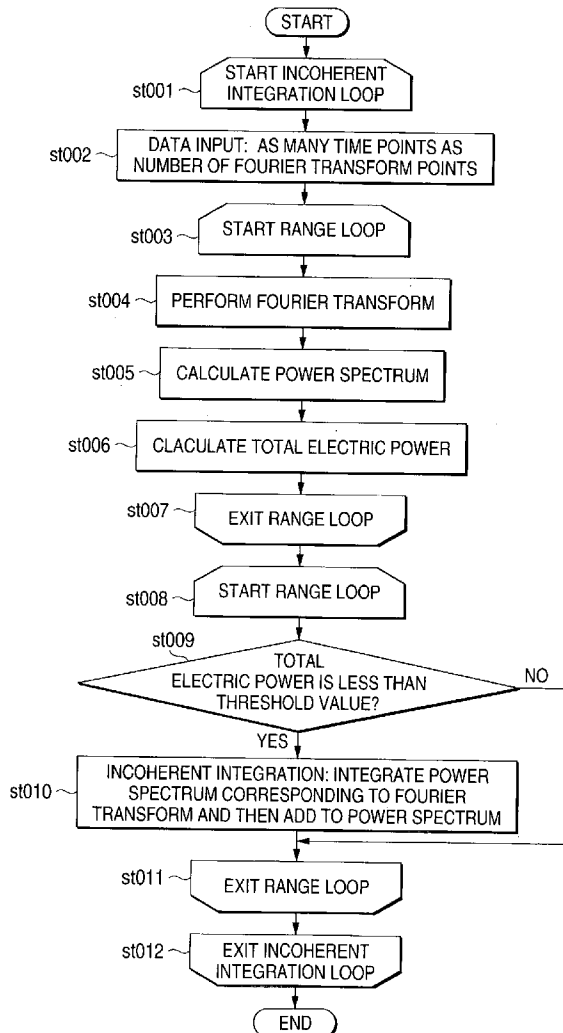 START
st001
START INCOHERENT
INTEGRATION LOOP
st002
DATA INPUT: AS MANY TIME POINTS AS
NUMBER OF FOURIER TRANSFORM POINTS
st003
START RANGE LOOP
st004
PERFORM FOURIER TRANSFORM
st005
CALCULATE POWER SPECTRUM
st006
CLACULATE TOTAL ELECTRIC POWER
st007
EXIT RANGE LOOP
st008
START RANGE LOOP
st009
TOTAL
ELECTRIC POWER IS LESS THAN
THRESHOLD VALUE?
NO
YES
st010
INCOHERENT INTEGRATION: INTEGRATE POWER
SPECTRUM CORRESPONDING TO FOURIER
TRANSFORM AND THEN ADD TO POWER SPECTRUM
st011
EXIT RANGE LOOP
st012
EXIT INCOHERENT
INTEGRATION LOOP
END